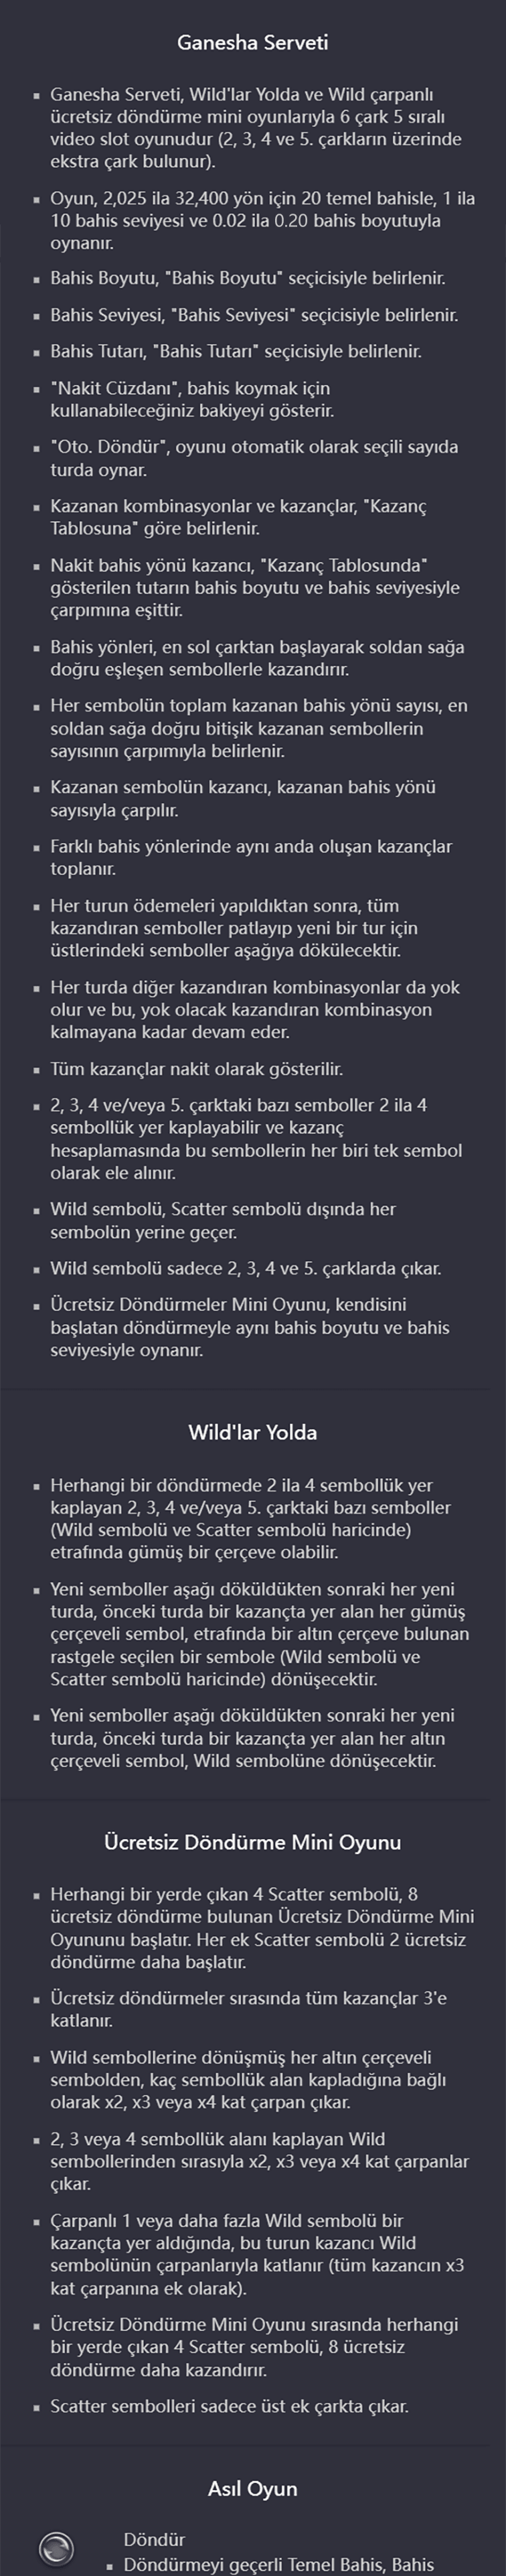 Ganesha Serveti
▪ Ganesha Serveti, Wild'lar Yolda ve Wild çarpanlı
ücretsiz döndürme mini oyunlarıyla 6 çark 5 sıralı
video slot oyunudur (2, 3, 4 ve 5. çarkların üzerinde
ekstra çark bulunur).
▪ Oyun, 2,025 ila 32,400 yön için 20 temel bahisle, 1 ila
10 bahis seviyesi ve 0.02 ila 0.20 bahis boyutuyla
oynanır.
▪ Bahis Boyutu, "Bahis Boyutu" seçicisiyle belirlenir.
▪ Bahis Seviyesi, "Bahis Seviyesi" seçicisiyle belirlenir.
▪ Bahis Tutarı, "Bahis Tutarı" seçicisiyle belirlenir.
▪ "Nakit Cüzdanı", bahis koymak için
kullanabileceğiniz bakiyeyi gösterir.
▪ "Oto. Döndür", oyunu otomatik olarak seçili sayıda
turda oynar.
▪ Kazanan kombinasyonlar ve kazançlar, "Kazanç
Tablosuna" göre belirlenir.
▪ Nakit bahis yönü kazancı, "Kazanç Tablosunda"
gösterilen tutarın bahis boyutu ve bahis seviyesiyle
çarpımına eşittir.
▪ Bahis yönleri, en sol çarktan başlayarak soldan sağa
doğru eşleşen sembollerle kazandırır.
▪ Her sembolün toplam kazanan bahis yönü sayısı, en
soldan sağa doğru bitişik kazanan sembollerin
sayısının çarpımıyla belirlenir.
▪ Kazanan sembolün kazancı, kazanan bahis yönü
sayısıyla çarpılır.
▪ Farklı bahis yönlerinde aynı anda oluşan kazançlar
toplanır.
▪ Her turun ödemeleri yapıldıktan sonra, tüm
kazandıran semboller patlayıp yeni bir tur için
üstlerindeki semboller aşağıya dökülecektir.
▪ Her turda diğer kazandıran kombinasyonlar da yok
olur ve bu, yok olacak kazandıran kombinasyon
kalmayana kadar devam eder.
▪ Tüm kazançlar nakit olarak gösterilir.
▪ 2, 3, 4 ve/veya 5. çarktaki bazı semboller 2 ila 4
sembollük yer kaplayabilir ve kazanç
hesaplamasında bu sembollerin her biri tek sembol
olarak ele alınır.
▪ Wild sembolü, Scatter sembolü dışında her
sembolün yerine geçer.
▪ Wild sembolü sadece 2, 3, 4 ve 5. çarklarda çıkar.
▪ Ücretsiz Döndürmeler Mini Oyunu, kendisini
başlatan döndürmeyle aynı bahis boyutu ve bahis
seviyesiyle oynanır.
Wild'lar Yolda
▪ Herhangi bir döndürmede 2 ila 4 sembollük yer
kaplayan 2, 3, 4 ve/veya 5. çarktaki bazı semboller
(Wild sembolü ve Scatter sembolü haricinde)
etrafında gümüş bir çerçeve olabilir.
▪ Yeni semboller aşağı döküldükten sonraki her yeni
turda, önceki turda bir kazançta yer alan her gümüş
çerçeveli sembol, etrafında bir altın çerçeve bulunan
rastgele seçilen bir sembole (Wild sembolü ve
Scatter sembolü haricinde) dönüşecektir.
▪ Yeni semboller aşağı döküldükten sonraki her yeni
turda, önceki turda bir kazançta yer alan her altın
çerçeveli sembol, Wild sembolüne dönüşecektir.
Ücretsiz Döndürme Mini Oyunu
▪ Herhangi bir yerde çıkan 4 Scatter sembolü, 8
ücretsiz döndürme bulunan Ücretsiz Döndürme Mini
Oyununu başlatır. Her ek Scatter sembolü 2 ücretsiz
döndürme daha başlatır.
▪ Ücretsiz döndürmeler sırasında tüm kazançlar 3'e
katlanır.
▪ Wild sembollerine dönüşmüş her altın çerçeveli
sembolden, kaç sembollük alan kapladığına bağlı
olarak x2, x3 veya x4 kat çarpan çıkar.
▪ 2, 3 veya 4 sembollük alanı kaplayan Wild
sembollerinden sırasıyla x2, x3 veya x4 kat çarpanlar
çıkar.
▪ Çarpanlı 1 veya daha fazla Wild sembolü bir
kazançta yer aldığında, bu turun kazancı Wild
sembolünün çarpanlarıyla katlanır (tüm kazancın x3
kat çarpanına ek olarak).
▪ Ücretsiz Döndürme Mini Oyunu sırasında herhangi
bir yerde çıkan 4 Scatter sembolü, 8 ücretsiz
döndürme daha kazandırır.
▪ Scatter sembolleri sadece üst ek çarkta çıkar.
Asıl Oyun
Döndür
▪ Döndürmeyi geçerli Temel Bahis, Bahis